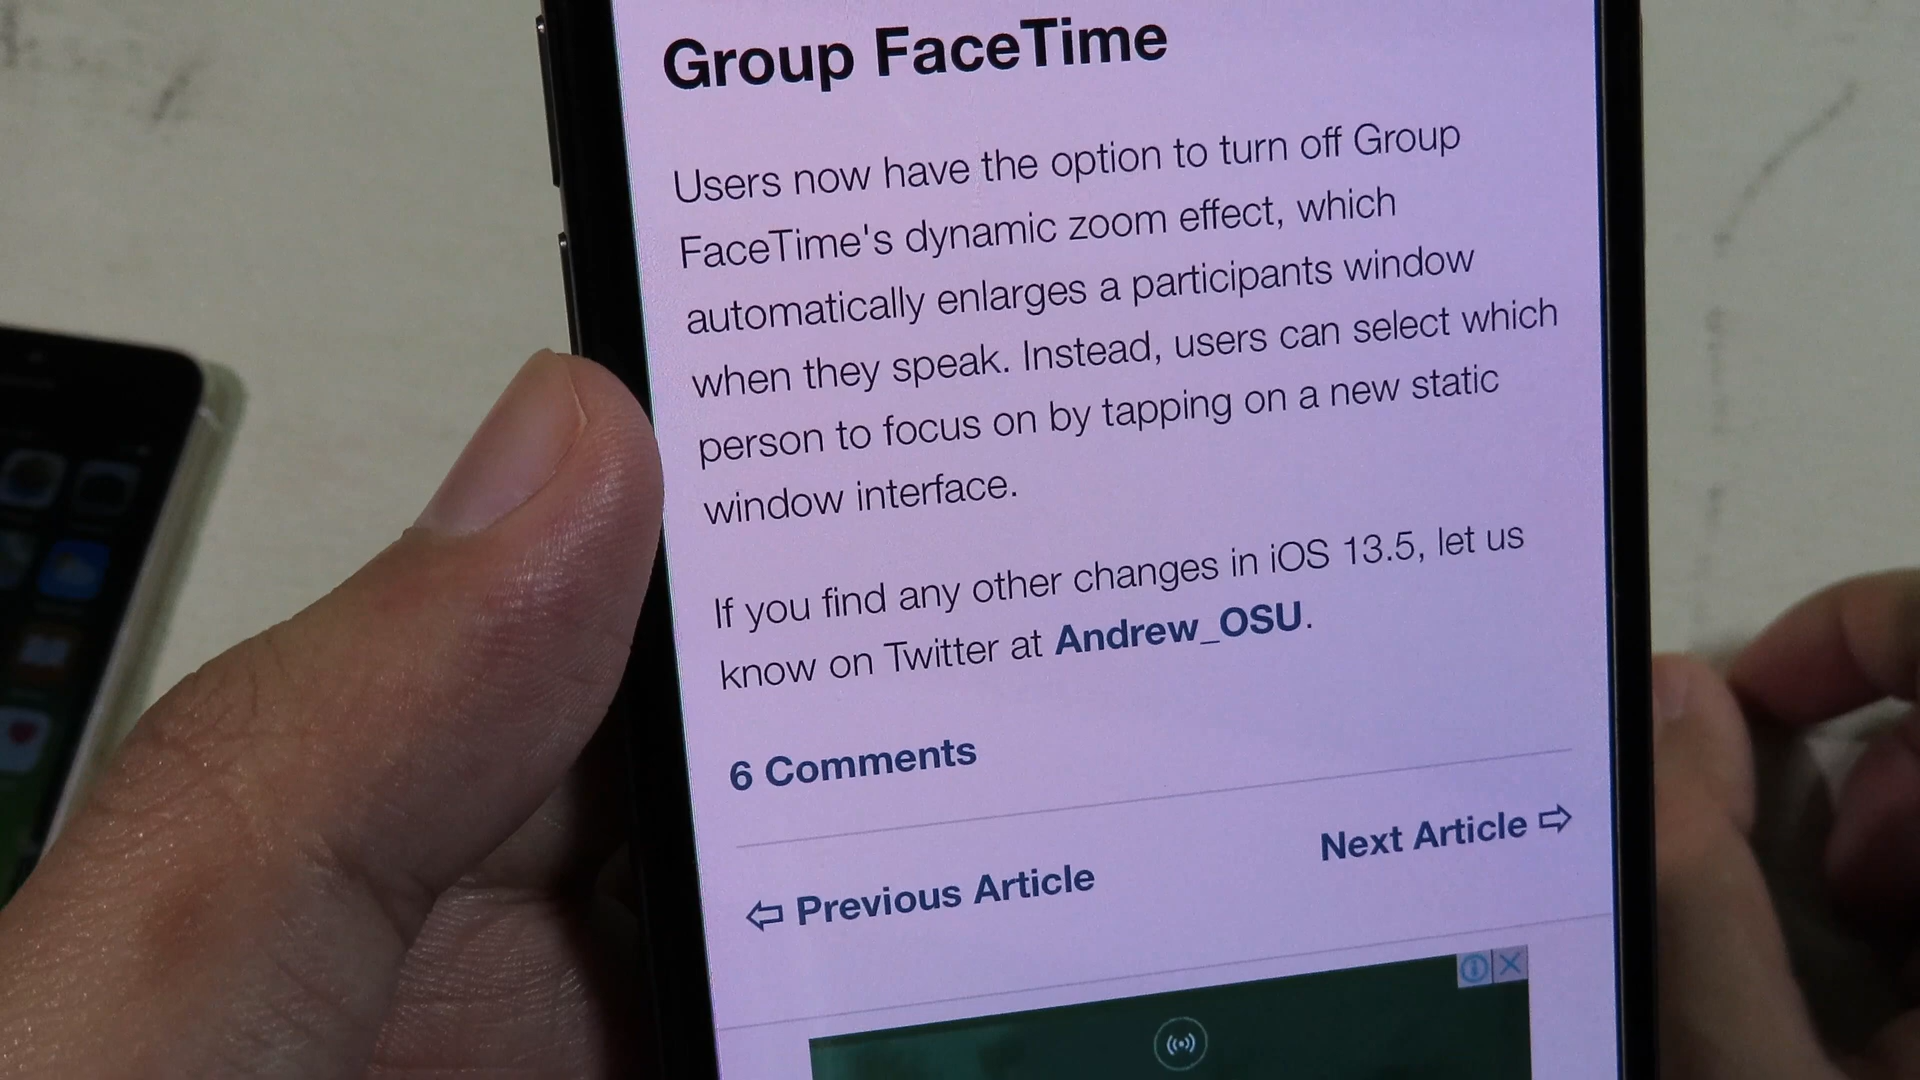 Group FaceTime
Users now have the option to turn off Group
FaceTime's dynamic zoom effect, which
automatically enlarges a participants window
when they speak. Instead, users can select which
person to focus on by tapping on a new static
window interface.
If you find any other changes in iOS 13.5, let us
know on Twitter at Andrew_OSU.
6 Comments
Next Article ⇨
⇦ Previous Article